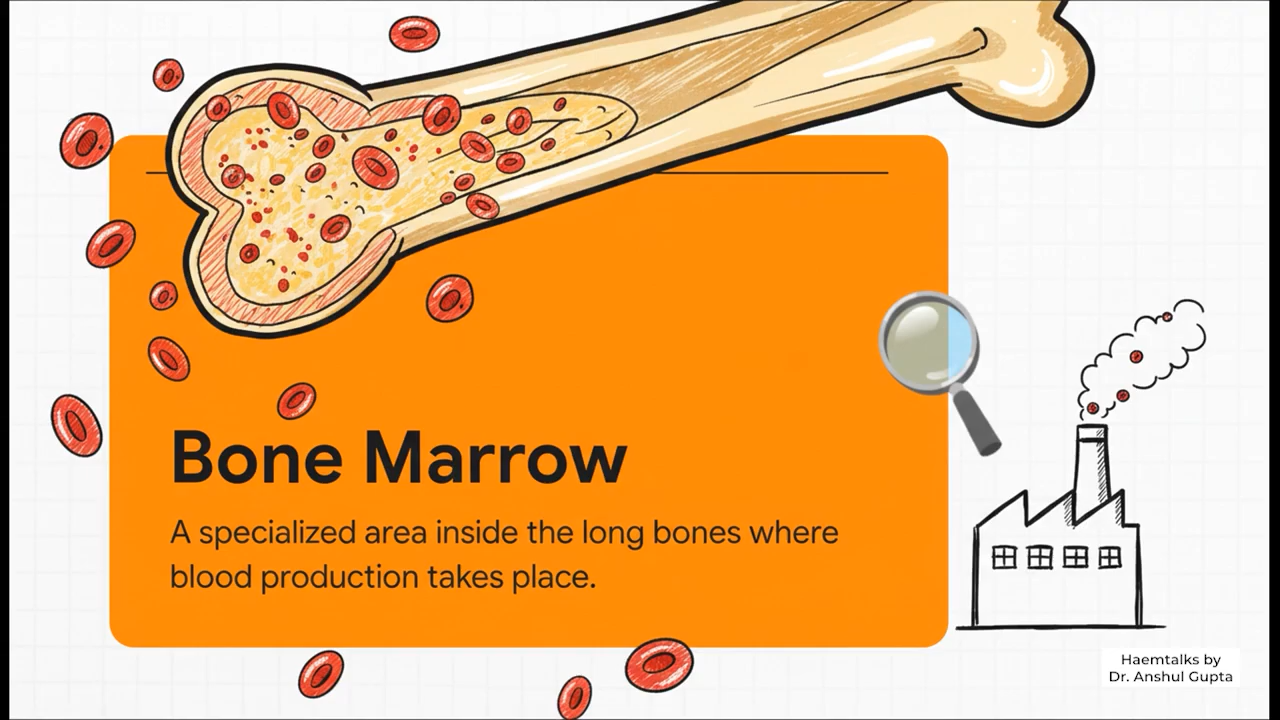 Bone Marrow
A specialized area inside the long bones where
blood production takes place.
Haemtalks by
Dr. Anshul Gupta